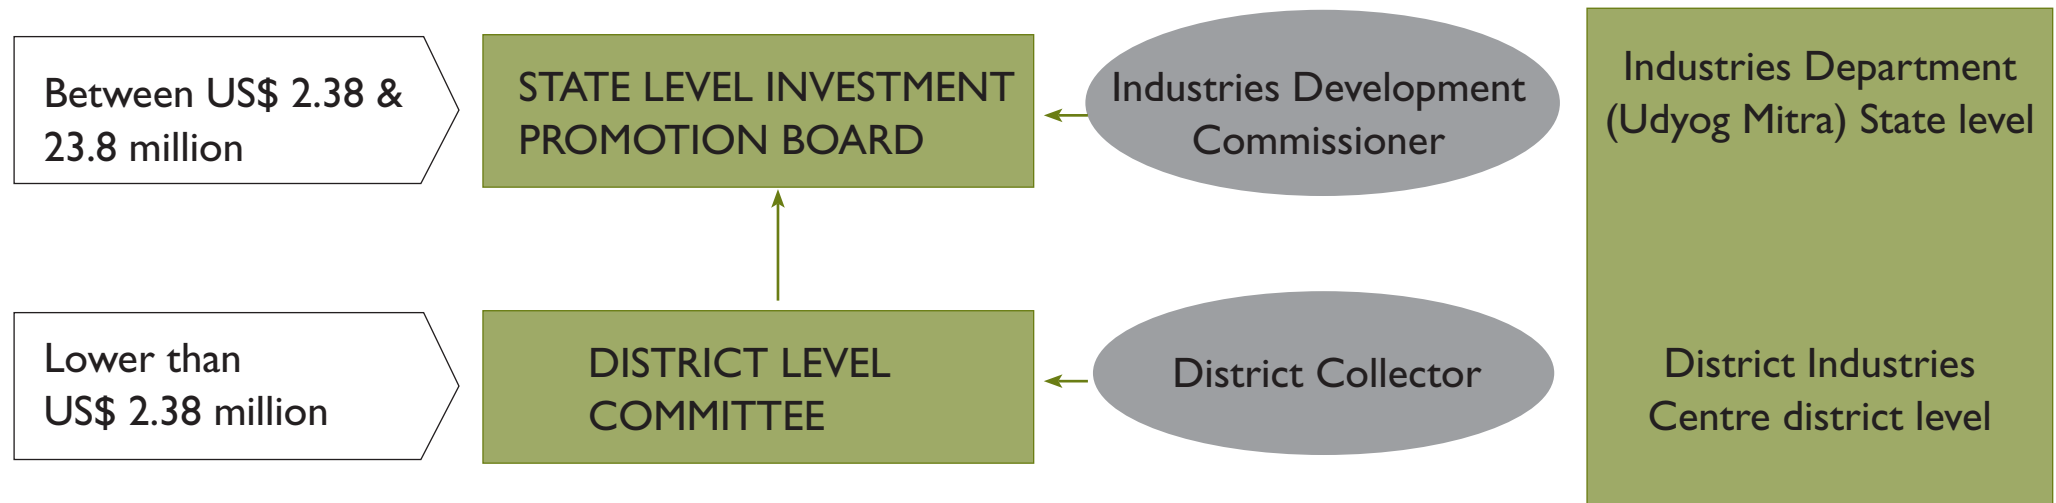 Between US$ 2.38 &
23.8 million
STATE LEVEL INVESTMENT
PROMOTION BOARD
Industries Development
Commissioner
Industries Department
(Udyog Mitra) State level
Lower than
US$ 2.38 million
DISTRICT LEVEL
COMMITTEE
District Collector
District Industries
Centre district level